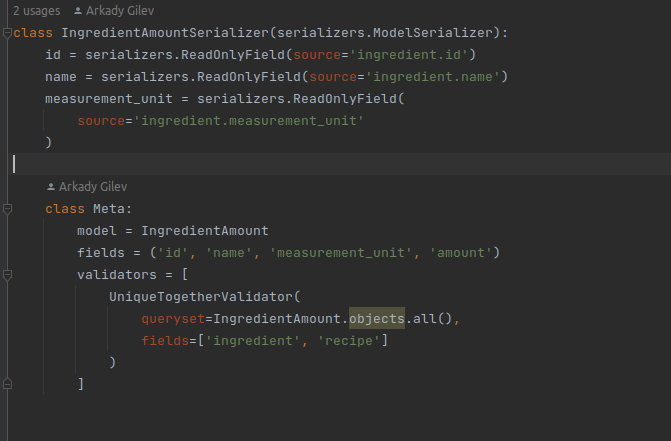 2 usages Arkady Gilev
class IngredientAmountSerializer(serializers.ModelSerializer):
    id = serializers.ReadOnlyField(source='ingredient.id')
    name = serializers.ReadOnlyField(source='ingredient.name')
    measurement_unit = serializers.ReadOnlyField(
        source='ingredient.measurement_unit'
    )
    Arkady Gilev
    class Meta:
        model = IngredientAmount
        fields = ('id', 'name', 'measurement_unit', 'amount')
        validators = [
            UniqueTogetherValidator(
                queryset=IngredientAmount.objects.all(),
                fields=['ingredient', 'recipe']
            )
        ]